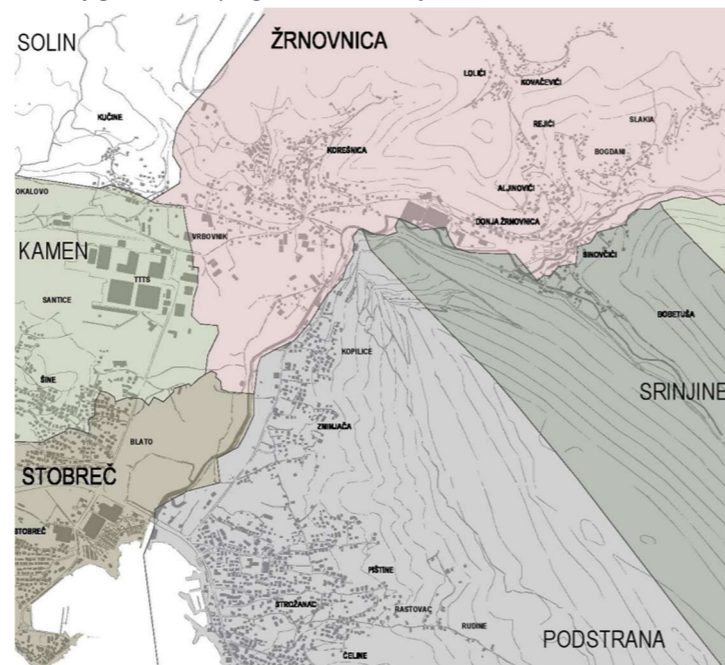 SOLIN
ŽRNOVNICA
LOLIĆI
KOVAČEVIĆI
KUČINE
REJIĆI
SLAKIA
KOREŠNICA
BOGDANI
ALJINOVIĆI
OKALOVO
DONJA ŽRNOVNICA
VRBOVNIK
KAMEN
ŠINOVČIĆI
TTTS
SANTICE
BOBETUŠA
KOPILICE
ŠINE
SRINJINE
ZMINJAČA
BLATO
STOBREČ
STOBREČ
PIŠTINE
STROŽANAC
RASTOVAC
RUDINE
PODSTRANA
ČELINE